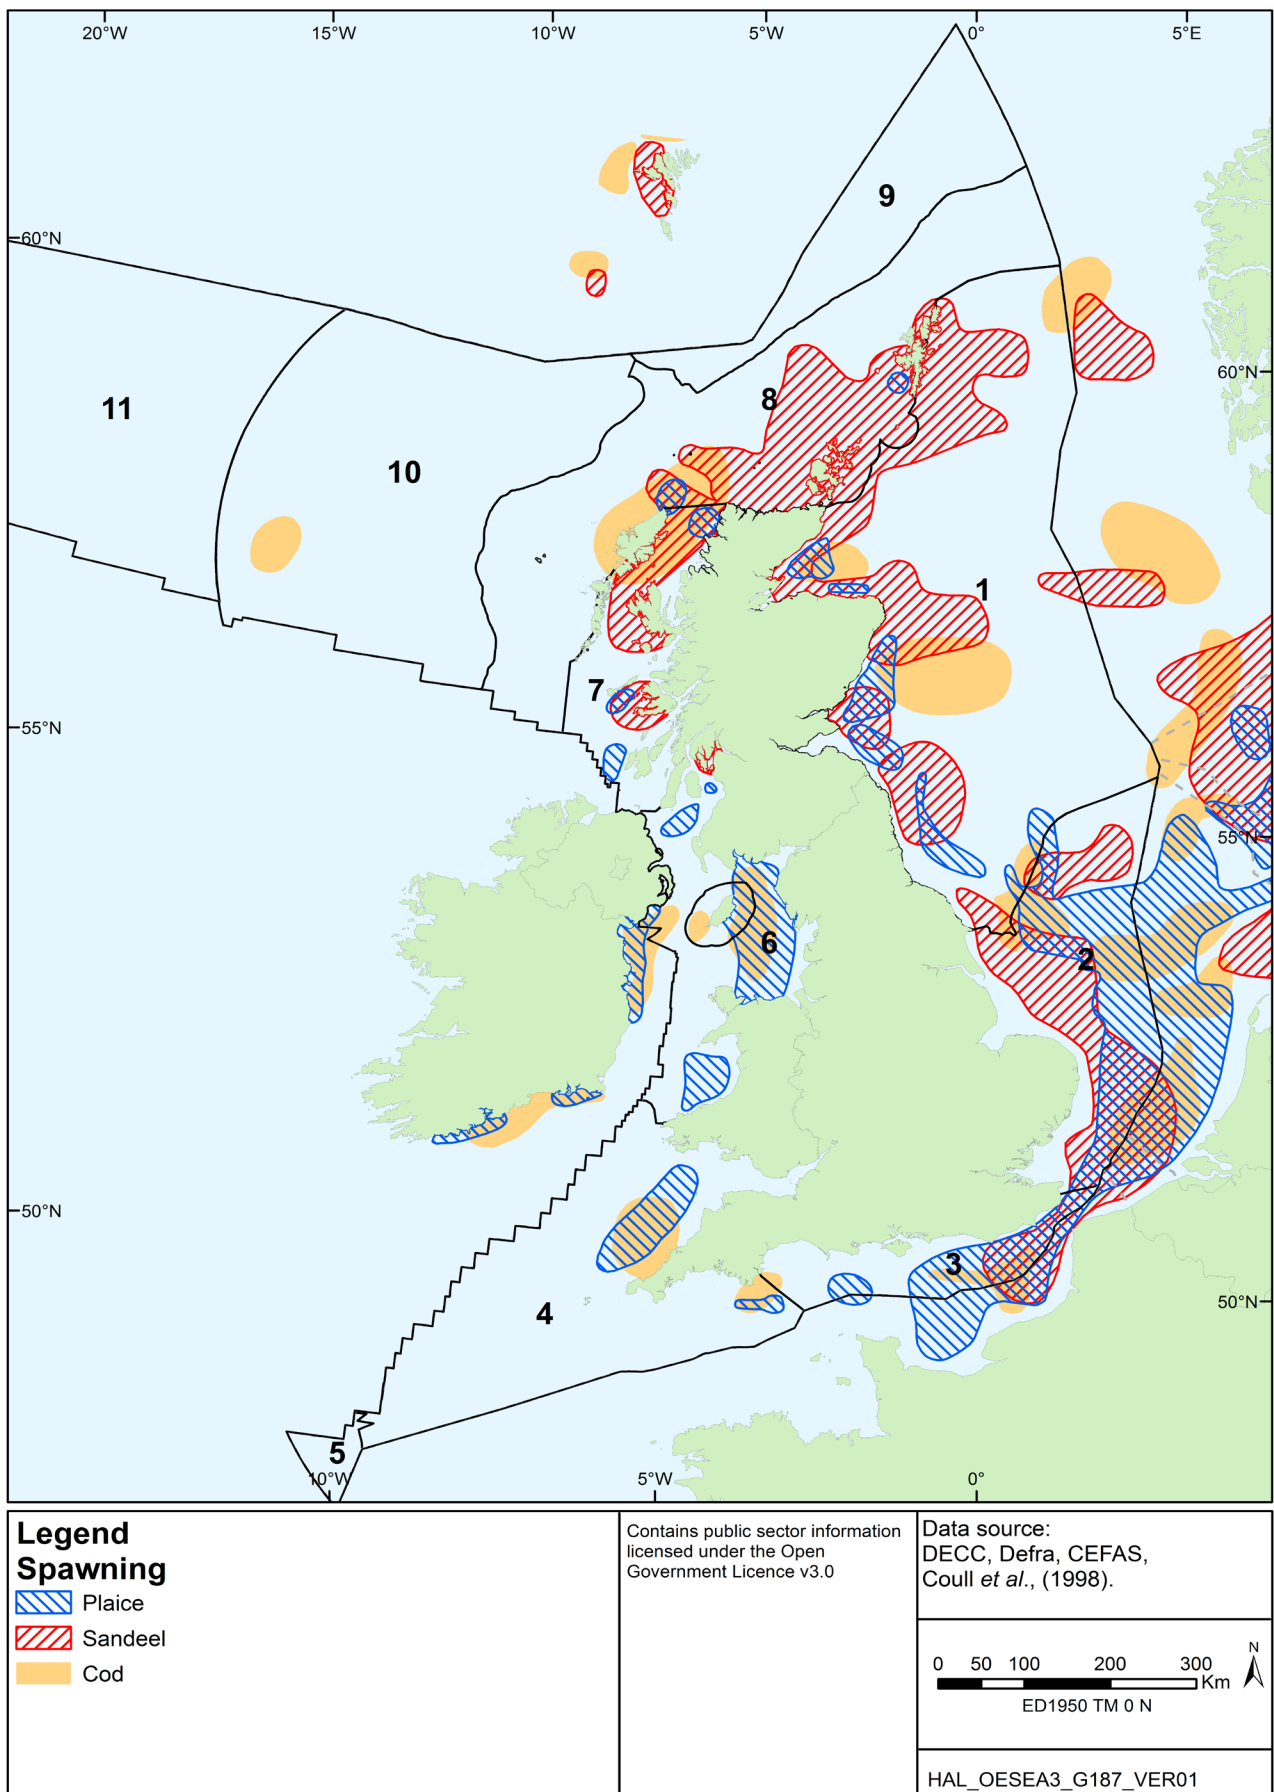 20°W 15°W 10°W 5°W 0° 5°E
9
60°N
60°N
8
11
10
1
7
55°N
55°N
6
2
50°N
3
50°N
4
5
10°W 5°W 0°
Legend
Spawning
Plaice
Sandeel
Cod
Contains public sector information
licensed under the Open
Government Licence v3.0
Data source:
DECC, Defra, CEFAS,
Coull et al., (1998).
N
0 50 100 200 300
Km
ED1950 TM 0 N
HAL_OESEA3_G187_VER01